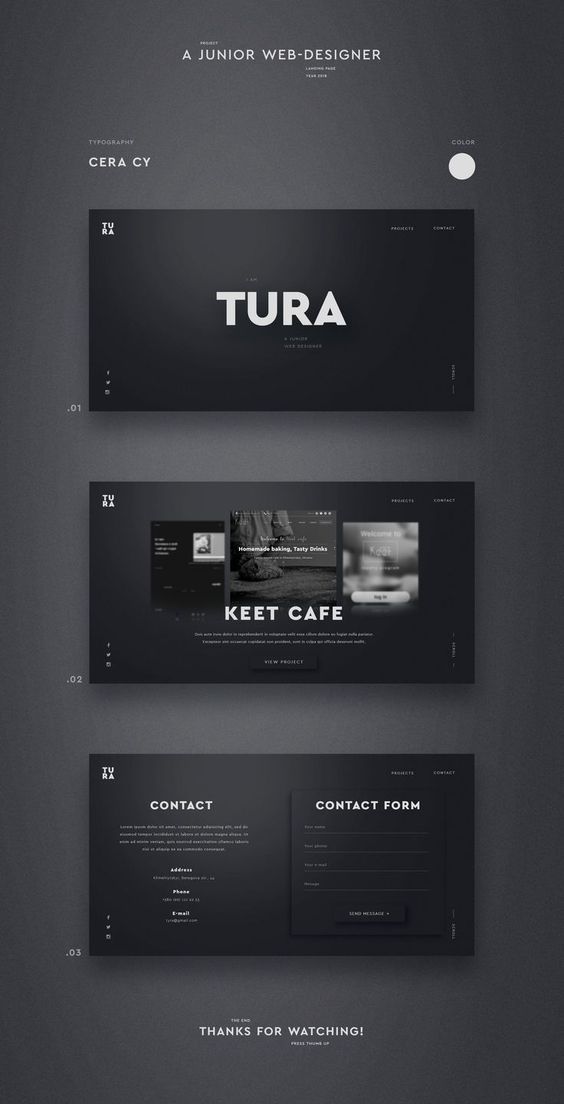 PROJECT
A JUNIOR WEB-DESIGNER
LANDING PAGE
YEAR 2018
TYPOGRAPHY
COLOR
CERA CY
TU
RA
PROJECTS
CONTACT
I AM
TURA
A JUNIOR
WEB DESIGNER
SCROLL
.01
TU
RA
PROJECTS
CONTACT
Welcome to Keet cafe
Homemade baking, Tasty Drinks
Welcome to
Keet
log in
KEET CAFE
Duis aute irure dolor in reprehenderit in voluptate velit esse cillum dolore eu fugiat nulla pariatur.
Excepteur sint occaecat cupidatat non proident, sunt in culpa qui officia deserunt mollit.
SCROLL
VIEW PROJECT
.02
TU
RA
PROJECTS
CONTACT
CONTACT
Lorem ipsum dolor sit amet, consectetur adipiscing elit, sed do
eiusmod tempor incididunt ut labore et dolore magna aliqua. Ut
enim ad minim veniam, quis nostrud exercitation ullamco laboris
nisi ut aliquip ex ea commodo consequat.
Address
Phone
E-mail
tyra@gmail.com
CONTACT FORM
Your name
Your phone
Your e-mail
Message
SEND MESSAGE
SCROLL
.03
THE END
THANKS FOR WATCHING!
PRESS THUMB UP